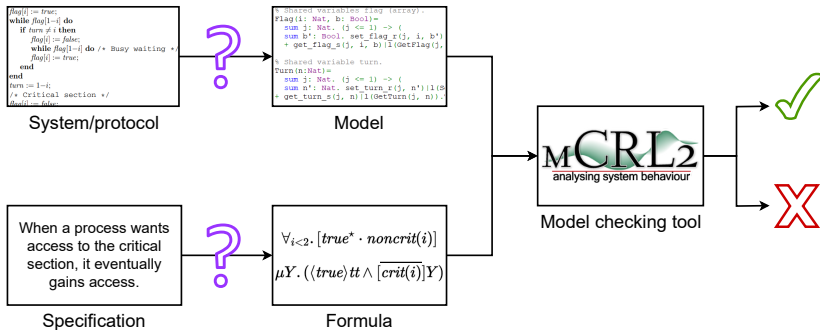 flag[i] := true;
while flag[1−i] do
if turn ≠ i then
flag[i] := false;
while flag[1−i] do /* Busy waiting */
flag[i] := true;
end
end
turn := 1−i;
/* Critical section */
flag[i] := false;
System/protocol
?
% Shared variables flag (array).
Flag(i: Nat, b: Bool)=
sum j: Nat. (j <= 1) -> (
sum b': Bool. set_flag_r(j, i, b')
+ get_flag_s(j, i, b)|l(GetFlag(j,
% Shared variable turn.
Turn(n:Nat)=
sum j: Nat. (j <= 1) -> (
sum n': Nat. set_turn_r(j, n')|l(S
+ get_turn_s(j, n)|l(GetTurn(j, n)).
Model
When a process wants
access to the critical
section, it eventually
gains access.
Specification
?
∀i<2. [true⋆ · noncrit(i)]
μY. (⟨true⟩tt ∧ [\overline{crit(i)}]Y)
Formula
mCRL2
analysing system behaviour
Model checking tool